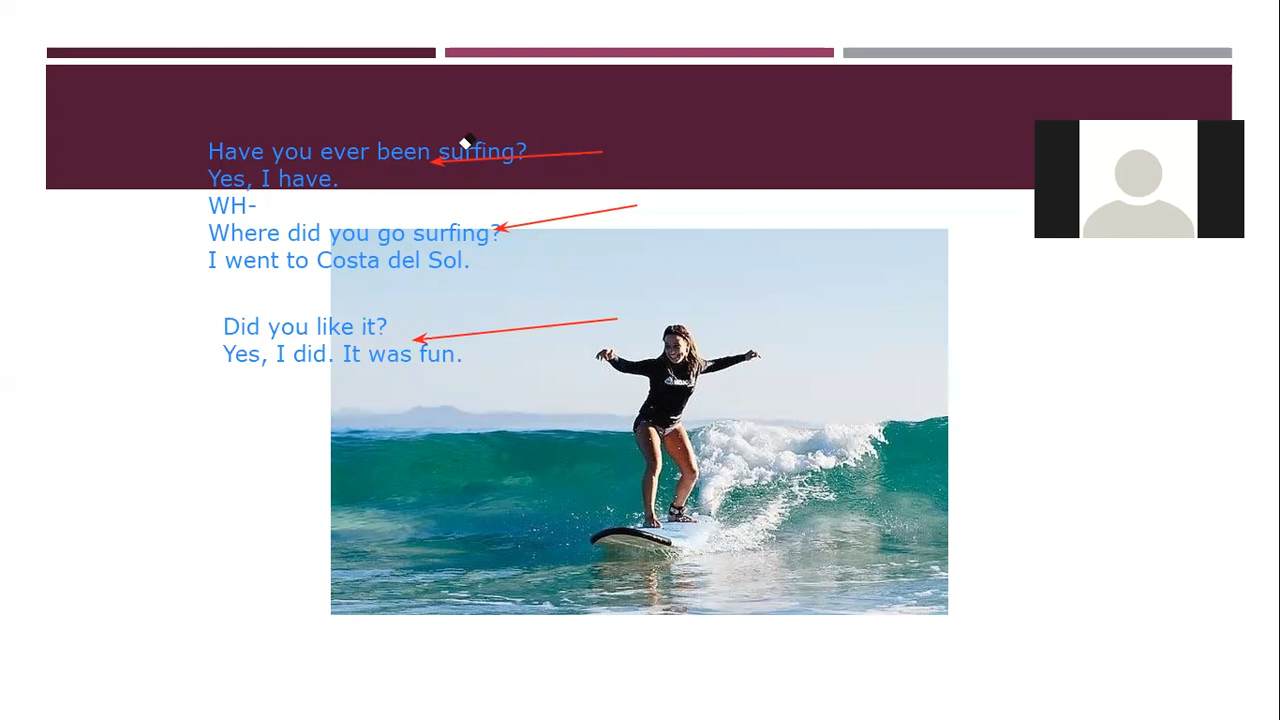 Have you ever been surfing?
Yes, I have.
WH-
Where did you go surfing?
I went to Costa del Sol.
Did you like it?
Yes, I did. It was fun.